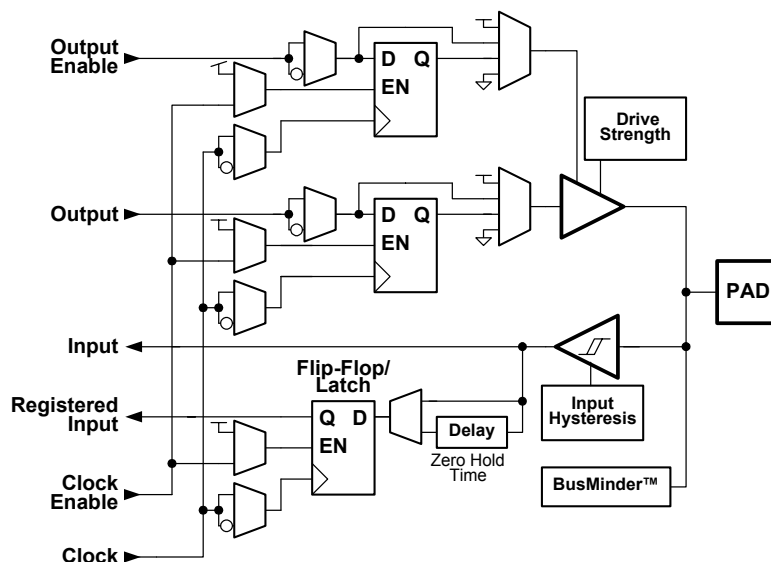 Output
Enable
D Q
EN
Drive
Strength
Output
D Q
EN
PAD
Input
Flip-Flop/
Latch
Input
Hysteresis
Registered
Input
Q D
EN
Delay
Zero Hold
Time
BusMinder™
Clock
Enable
Clock